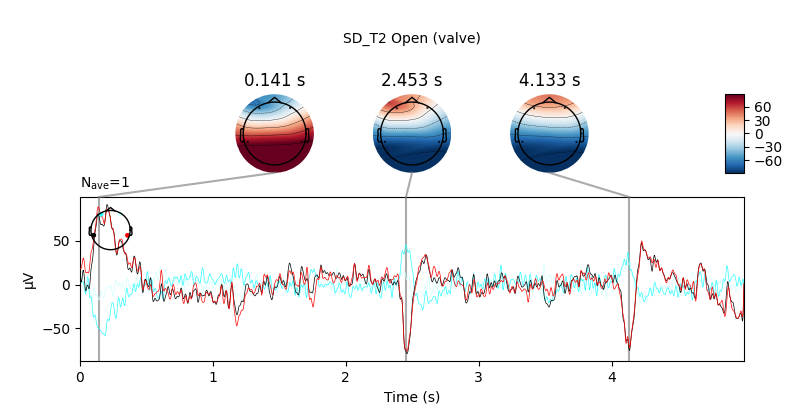 SD_T2 Open (valve)
0.141 s 2.453 s 4.133 s
60
30
0
−30
−60
Nave=1
50
0
−50
µV
0 1 2 3 4
Time (s)